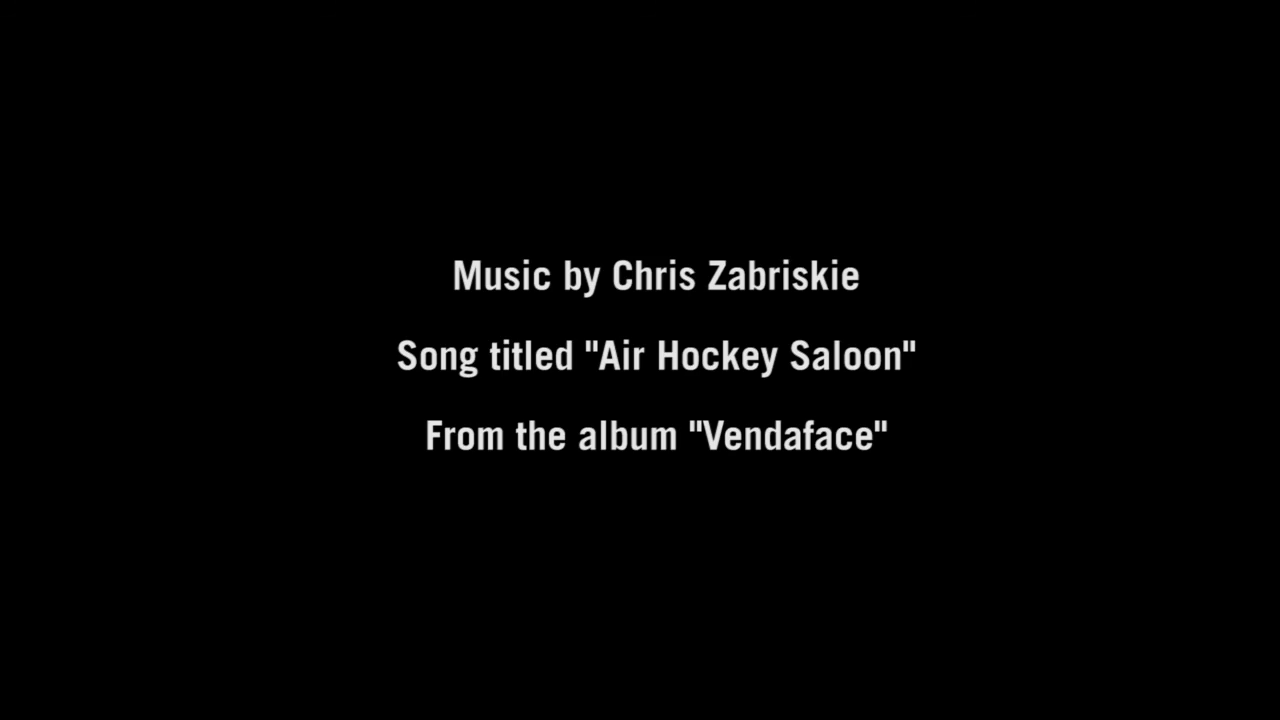 Music by Chris Zabriskie
Song titled "Air Hockey Saloon"
From the album "Vendaface"